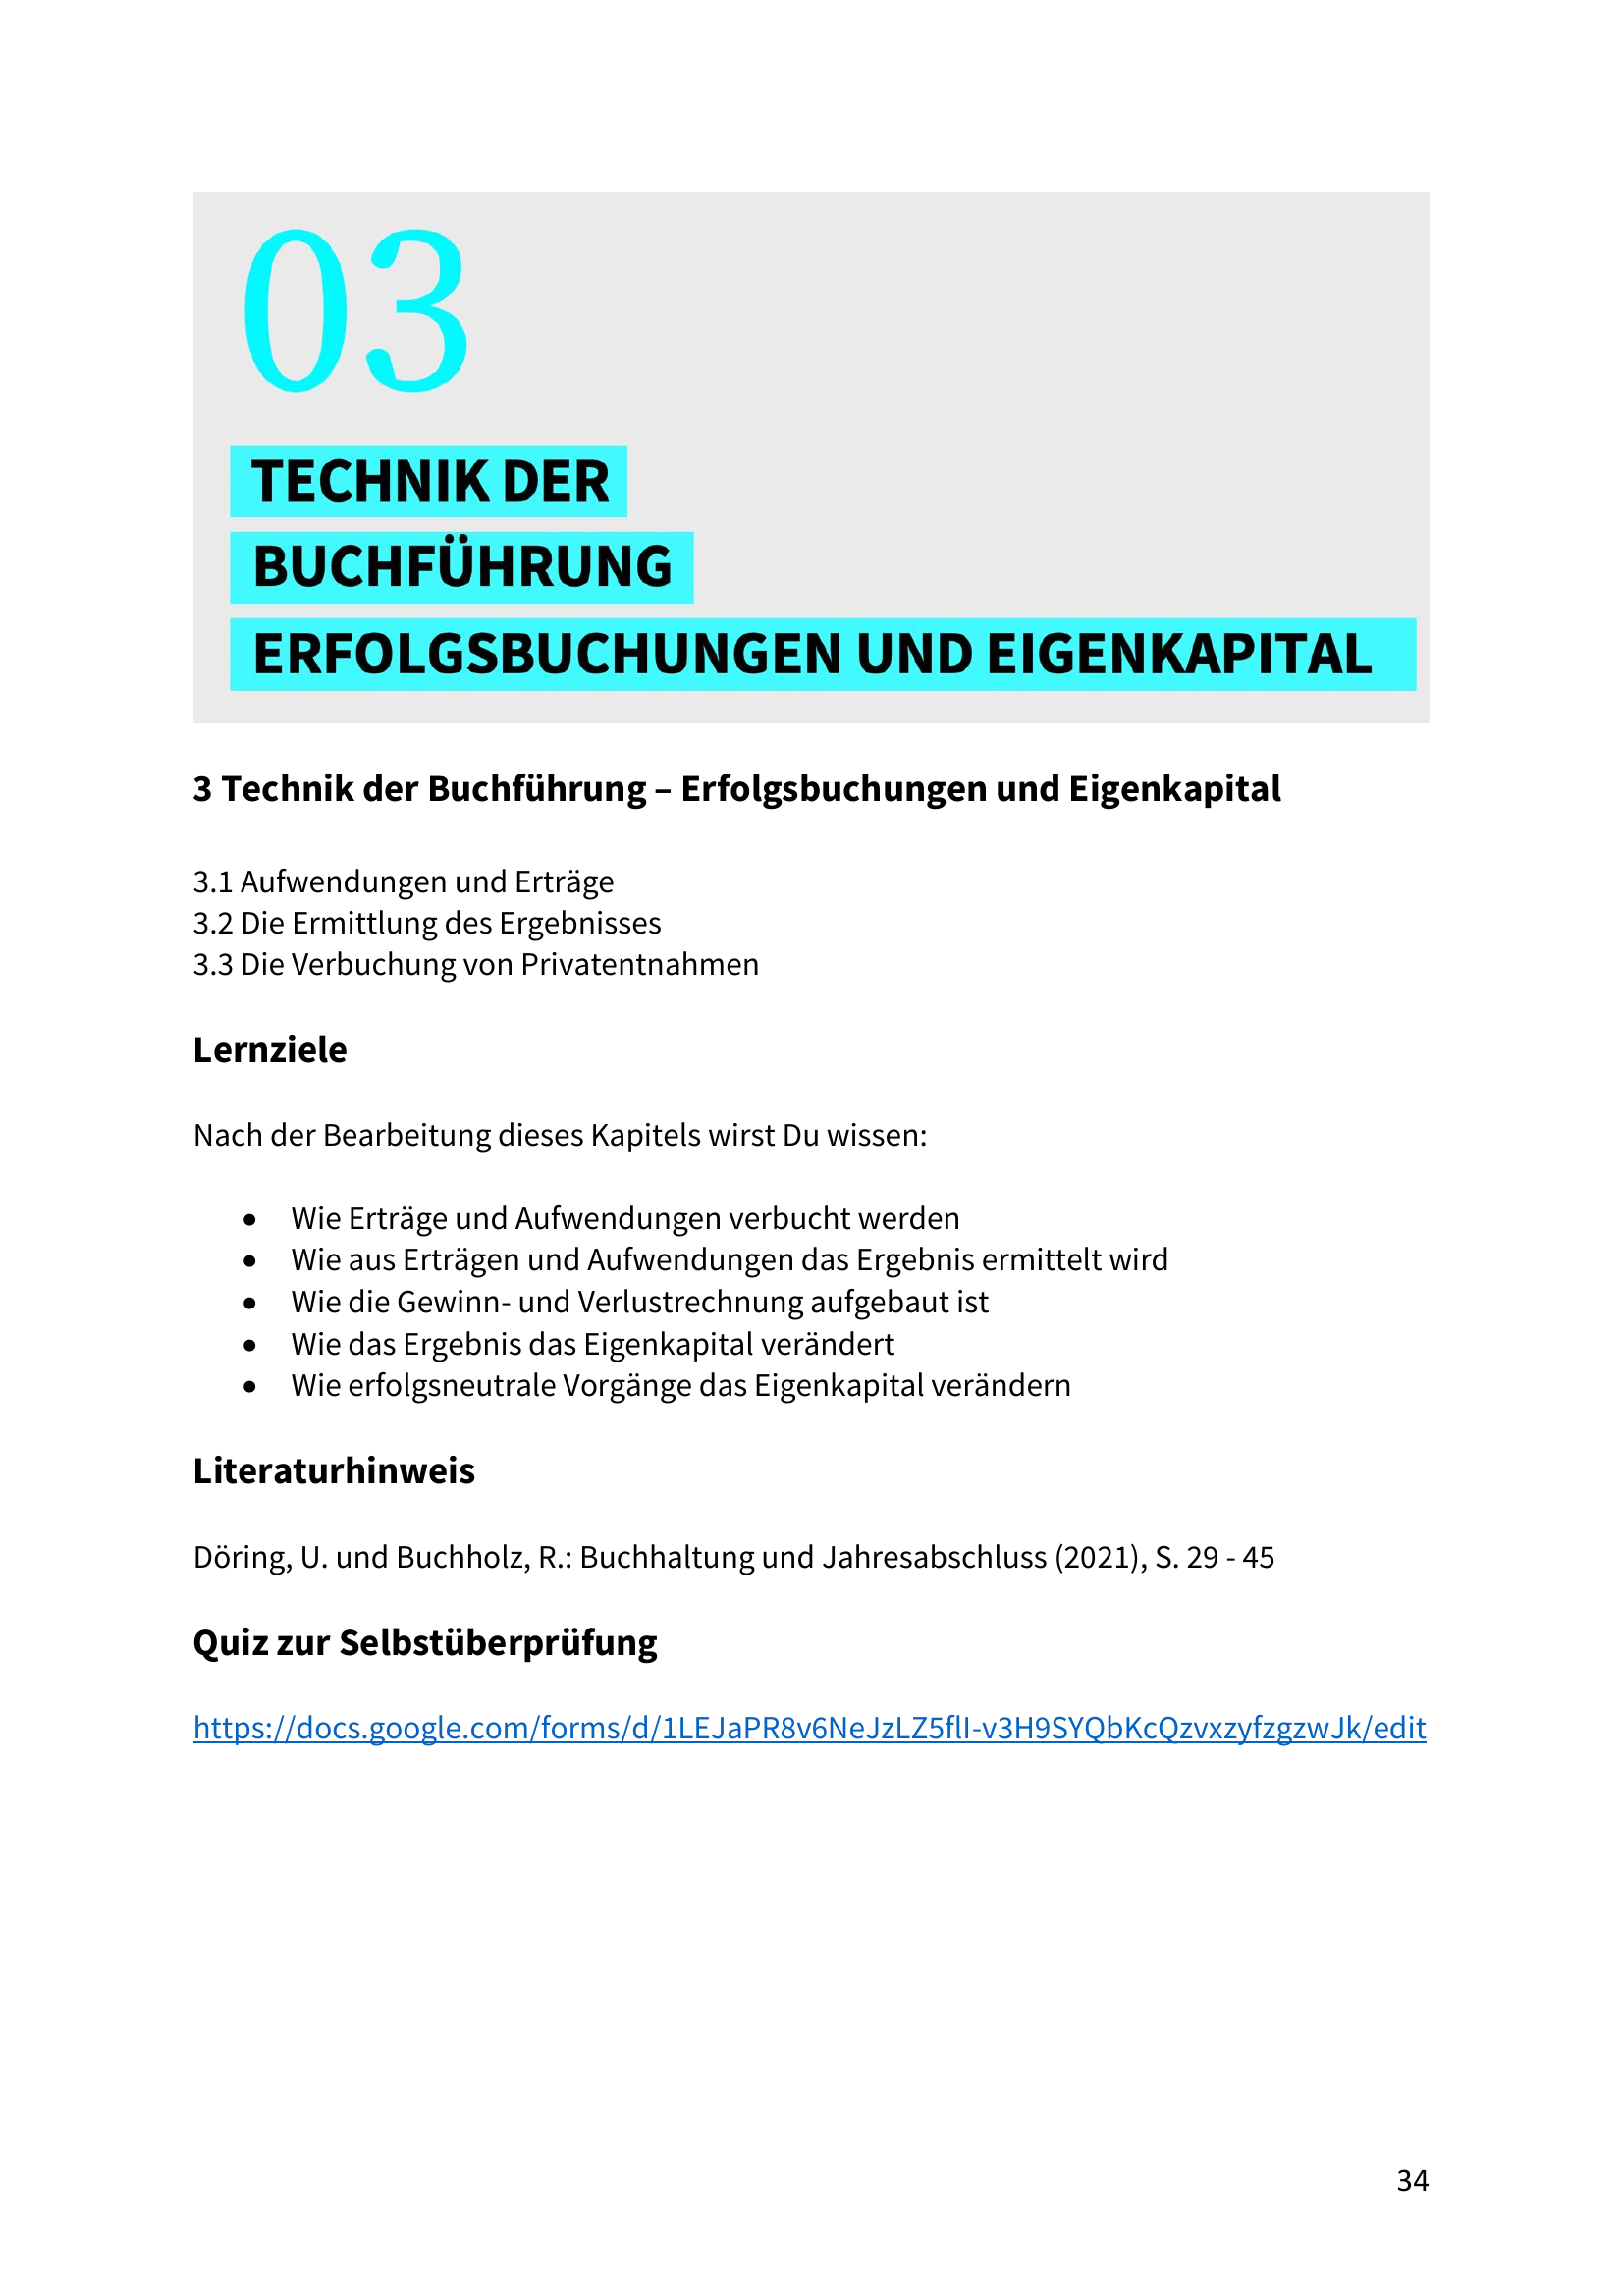 03
TECHNIK DER
BUCHFÜHRUNG
ERFOLGSBUCHUNGEN UND EIGENKAPITAL
3 Technik der Buchführung – Erfolgsbuchungen und Eigenkapital
3.1 Aufwendungen und Erträge
3.2 Die Ermittlung des Ergebnisses
3.3 Die Verbuchung von Privatentnahmen
Lernziele
Nach der Bearbeitung dieses Kapitels wirst Du wissen:
• Wie Erträge und Aufwendungen verbucht werden
• Wie aus Erträgen und Aufwendungen das Ergebnis ermittelt wird
• Wie die Gewinn- und Verlustrechnung aufgebaut ist
• Wie das Ergebnis das Eigenkapital verändert
• Wie erfolgsneutrale Vorgänge das Eigenkapital verändern
Literaturhinweis
Döring, U. und Buchholz, R.: Buchhaltung und Jahresabschluss (2021), S. 29 - 45
Quiz zur Selbstüberprüfung
https://docs.google.com/forms/d/1LEJaPR8v6NeJzLZ5flI-v3H9SYQbKcQzvxzyfzgzwJk/edit
34